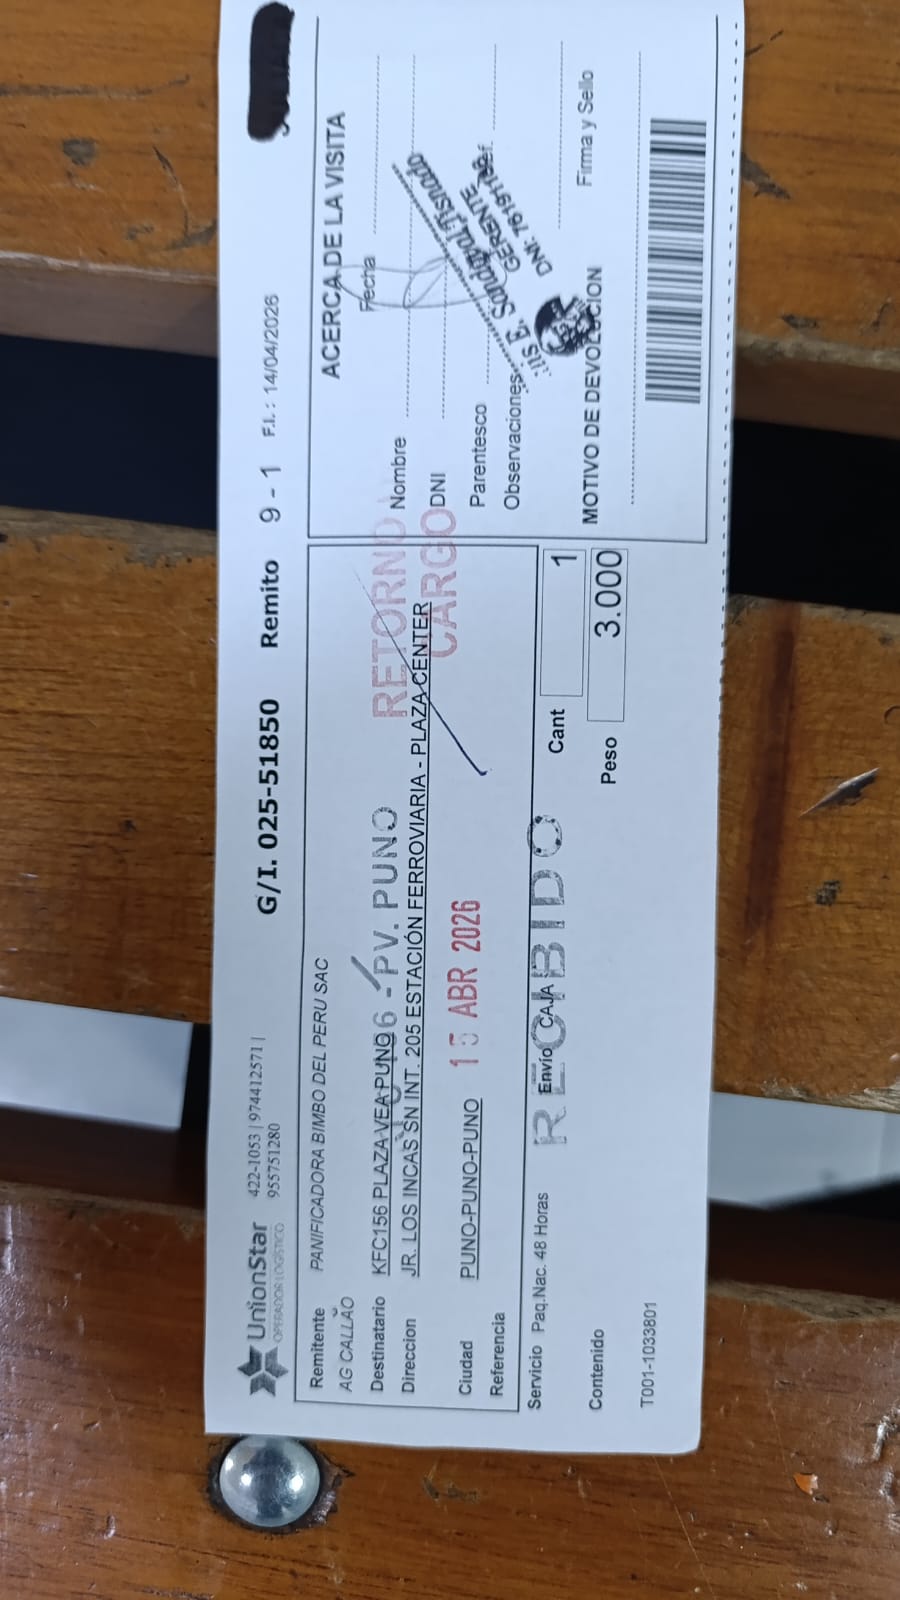 UnionStar
OPERADOR LOGÍSTICO
422-1053 | 974412571 |
955751280
G/I. 025-51850 Remito 9 - 1 F.I. : 14/04/2026
Remitente PANIFICADORA BIMBO DEL PERU SAC
AG CALLAO
Destinatario KFC156 PLAZA VEA PUNO
Direccion JR. LOS INCAS SN INT. 205 ESTACIÓN FERROVIARIA - PLAZA CENTER
Ciudad PUNO-PUNO-PUNO
Referencia
6 - PV. PUNO
15 ABR 2026
RECIBIDO
RETORNO
CARGO
Servicio Paq.Nac. 48 Horas
Envío CAJA
Cant 1
Contenido
Peso 3.000
T001-1033801
ACERCA DE LA VISITA
Fecha
Nombre
DNI
Parentesco
Observaciones
E. Sandoval
GERENTE
DNI:
MOTIVO DE DEVOLUCION
Firma y Sello